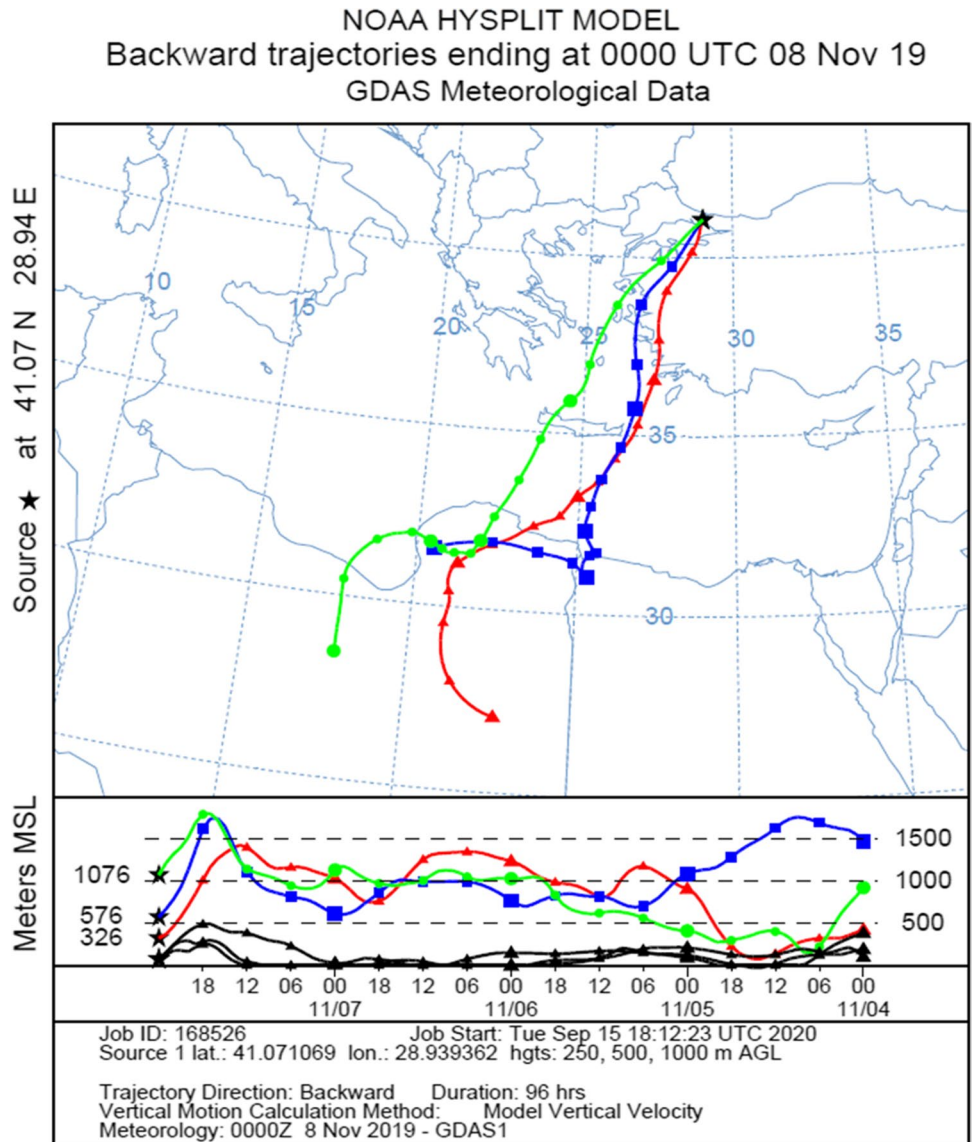 NOAA HYSPLIT MODEL
Backward trajectories ending at 0000 UTC 08 Nov 19
GDAS Meteorological Data
Source ★ at 41.07 N 28.94 E
10
15
20
25
30
35
40
35
30
Meters MSL
1076
576
326
1500
1000
500
18 12 06 00 18 12 06 00 18 12 06 00 18 12 06 00
11/07 11/06 11/05 11/04
Job ID: 168526 Job Start: Tue Sep 15 18:12:23 UTC 2020
Source 1 lat.: 41.071069 lon.: 28.939362 hgts: 250, 500, 1000 m AGL
Trajectory Direction: Backward Duration: 96 hrs
Vertical Motion Calculation Method: Model Vertical Velocity
Meteorology: 0000Z 8 Nov 2019 - GDAS1